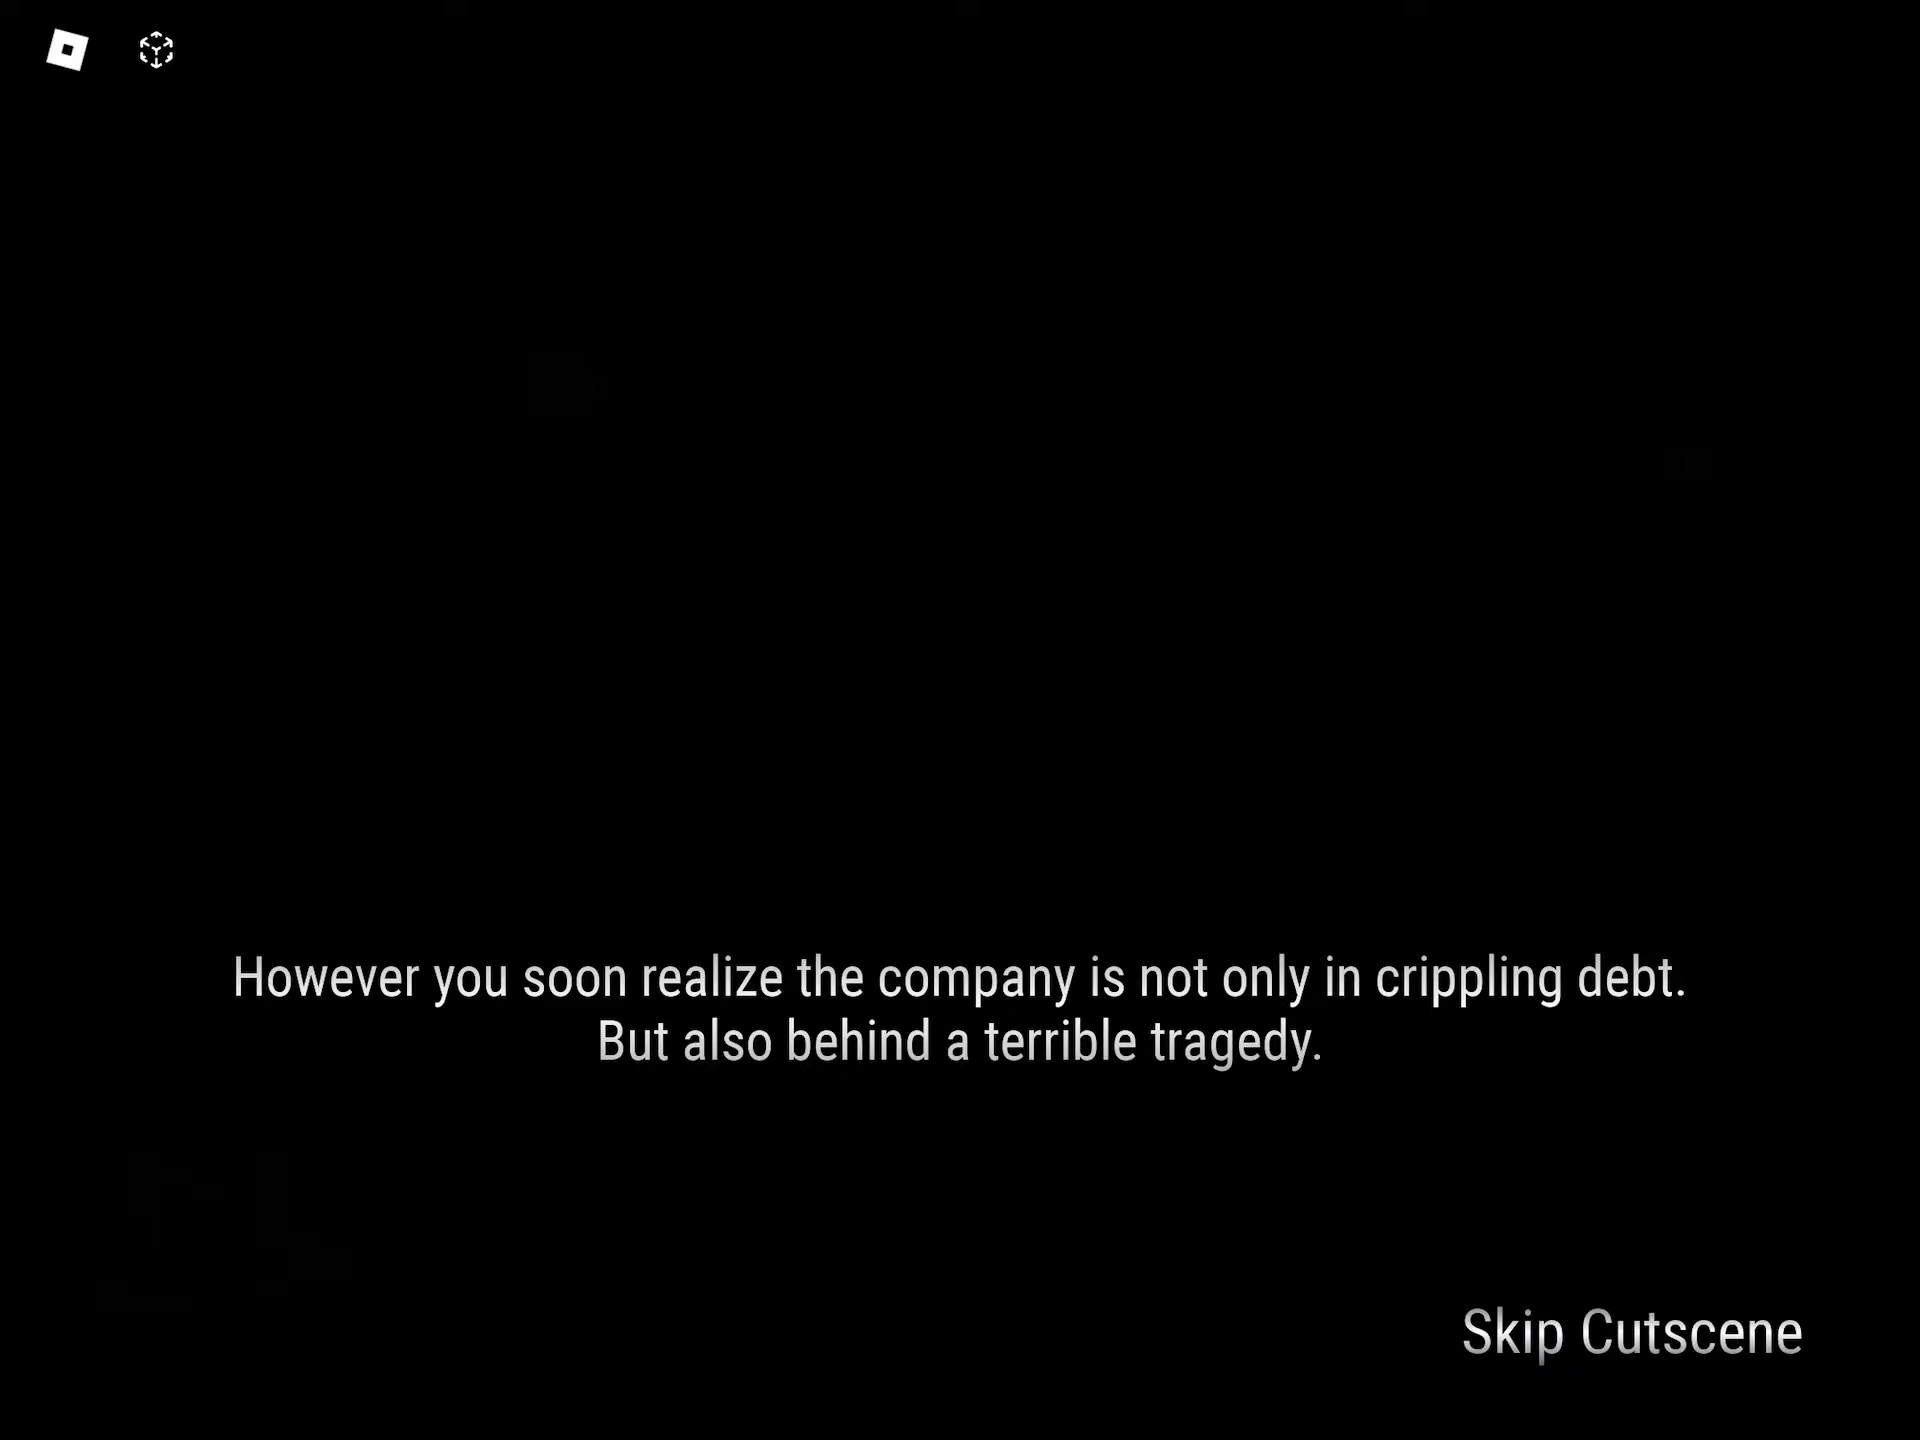 However you soon realize the company is not only in crippling debt.
But also behind a terrible tragedy.
Skip Cutscene